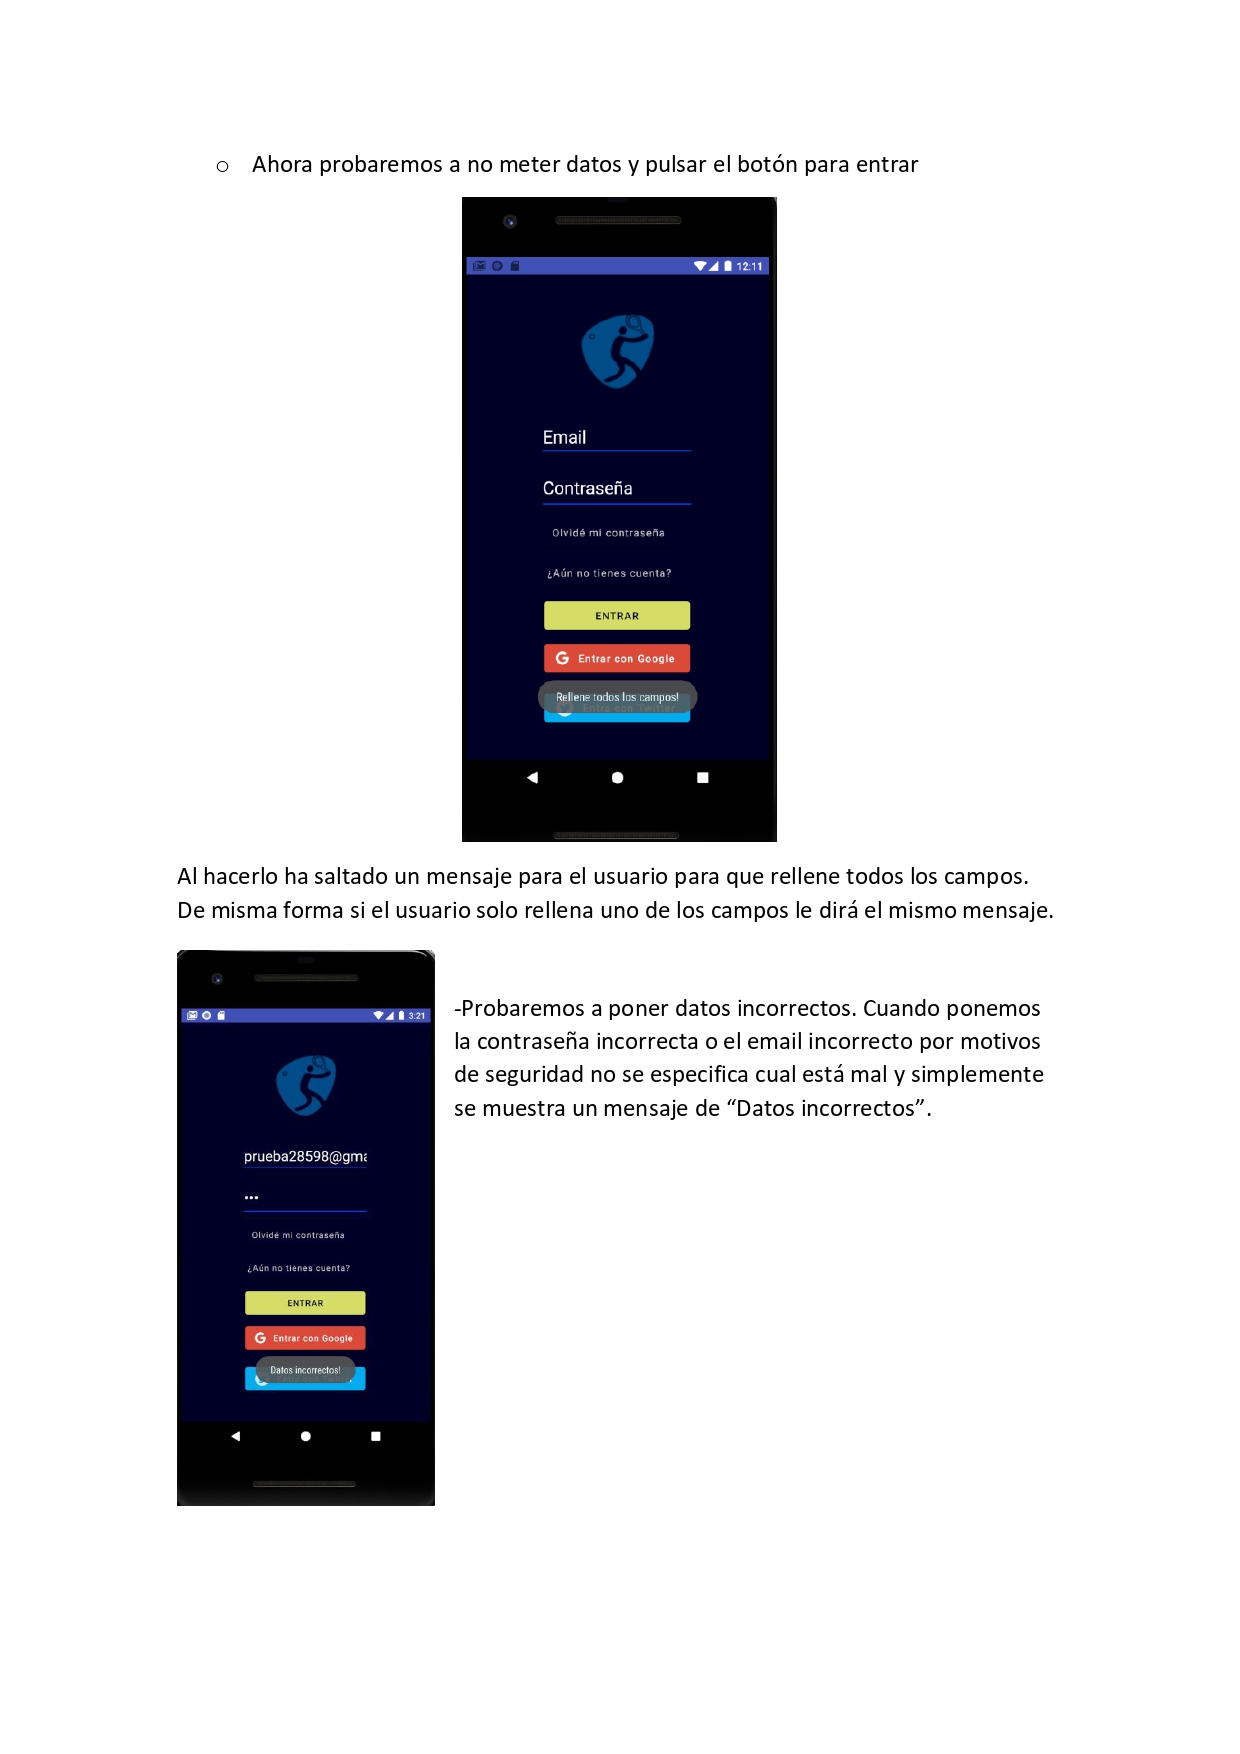 o Ahora probaremos a no meter datos y pulsar el botón para entrar
12:11
Email
Contraseña
Olvidé mi contraseña
¿Aún no tienes cuenta?
ENTRAR
Entrar con Google
Rellene todos los campos!
Entra con Twitter
Al hacerlo ha saltado un mensaje para el usuario para que rellene todos los campos.
De misma forma si el usuario solo rellena uno de los campos le dirá el mismo mensaje.
3:21
prueba28598@gma
•••
Olvidé mi contraseña
¿Aún no tienes cuenta?
ENTRAR
Entrar con Google
Datos incorrectos!
-Probaremos a poner datos incorrectos. Cuando ponemos
la contraseña incorrecta o el email incorrecto por motivos
de seguridad no se especifica cual está mal y simplemente
se muestra un mensaje de “Datos incorrectos”.